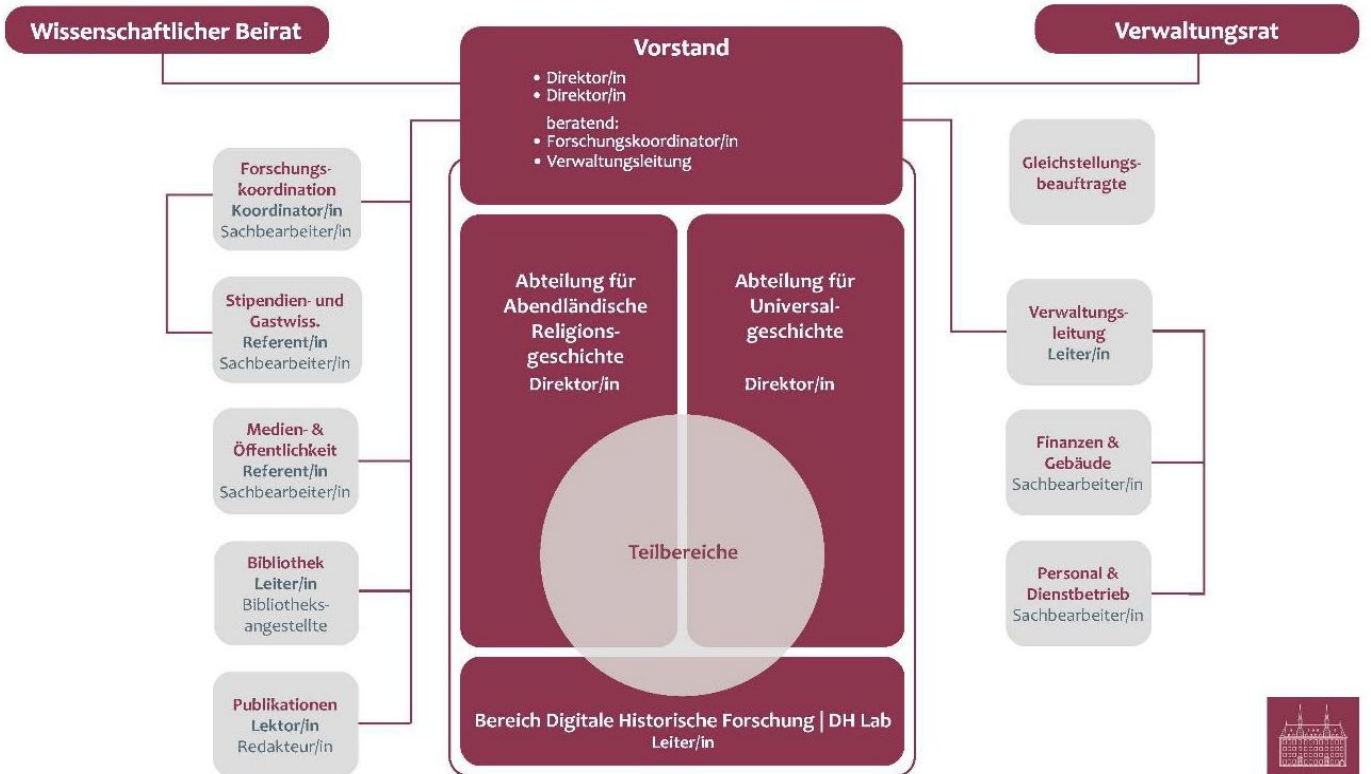 Wissenschaftlicher Beirat
Verwaltungsrat
Vorstand
• Direktor/in
• Direktor/in
beratend:
• Forschungskoordinator/in
• Verwaltungsleitung
Forschungs-
koordination
Koordinator/in
Sachbearbeiter/in
Stipendien- und
Gastwiss.
Referent/in
Sachbearbeiter/in
Medien- &
Öffentlichkeit
Referent/in
Sachbearbeiter/in
Bibliothek
Leiter/in
Bibliotheks-
angestellte
Publikationen
Lektor/in
Redakteur/in
Abteilung für
Abendländische
Religions-
geschichte
Direktor/in
Abteilung für
Universal-
geschichte
Direktor/in
Teilbereiche
Bereich Digitale Historische Forschung | DH Lab
Leiter/in
Gleichstellungs-
beauftragte
Verwaltungs-
leitung
Leiter/in
Finanzen &
Gebäude
Sachbearbeiter/in
Personal &
Dienstbetrieb
Sachbearbeiter/in